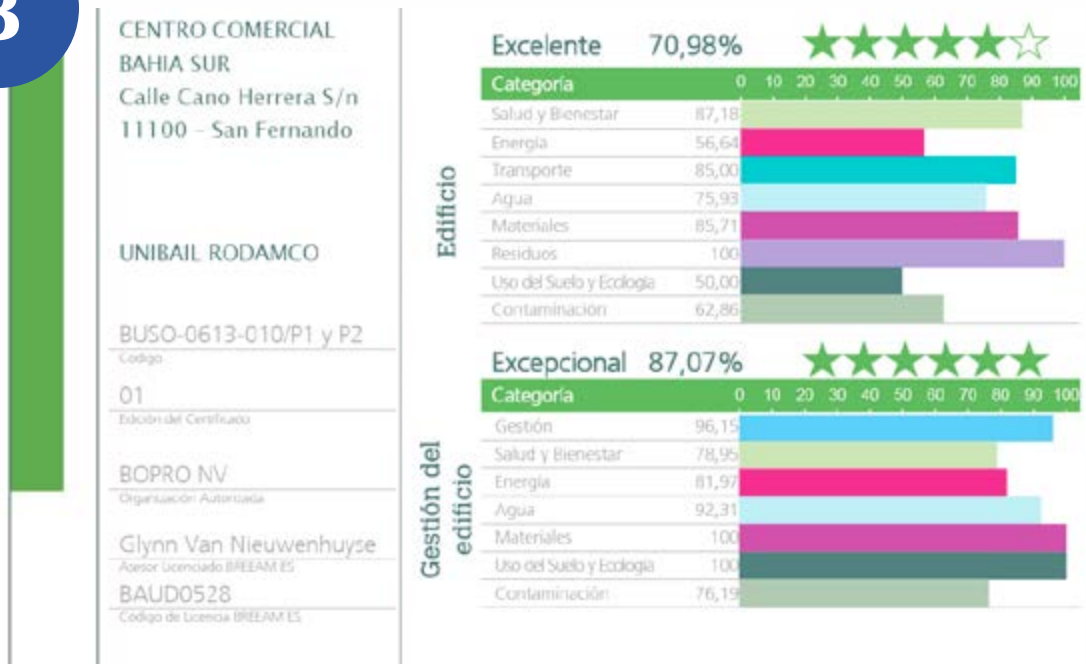 3
CENTRO COMERCIAL
BAHIA SUR
Calle Cano Herrera S/n
11100 - San Fernando
UNIBAIL RODAMCO
BUSO-0613-010/P1 y P2
Codigo
01
Edición del Certificado
BOPRO NV
Organización Autorizada
Glynn Van Nieuwenhuyse
Asesor Licenciado BREEAM ES
BAUD0528
Codigo de Licencia BREEAM ES
Edificio
Excelente 70,98%
Categoría 0 10 20 30 40 50 60 70 80 90 100
Salud y Bienestar 87,18
Energía 56,64
Transporte 85,00
Agua 75,93
Materiales 85,71
Residuos 100
Uso del Suelo y Ecología 50,00
Contaminación 62,86
Gestión del
edificio
Excepcional 87,07%
Categoría 0 10 20 30 40 50 60 70 80 90 100
Gestión 96,15
Salud y Bienestar 78,95
Energía 81,97
Agua 92,31
Materiales 100
Uso del Suelo y Ecología 100
Contaminación 76,19